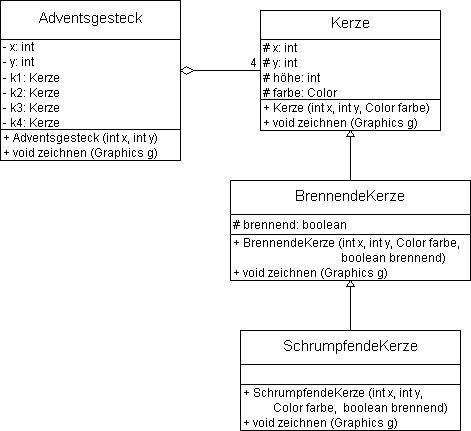 Adventsgesteck
- x: int
- y: int
- k1: Kerze
- k2: Kerze
- k3: Kerze
- k4: Kerze
+ Adventsgesteck (int x, int y)
+ void zeichnen (Graphics g)
4
Kerze
# x: int
# y: int
# höhe: int
# farbe: Color
+ Kerze (int x, int y, Color farbe)
+ void zeichnen (Graphics g)
BrennendeKerze
# brennend: boolean
+ BrennendeKerze (int x, int y, Color farbe,
boolean brennend)
+ void zeichnen (Graphics g)
SchrumpfendeKerze
+ SchrumpfendeKerze (int x, int y,
Color farbe, boolean brennend)
+ void zeichnen (Graphics g)